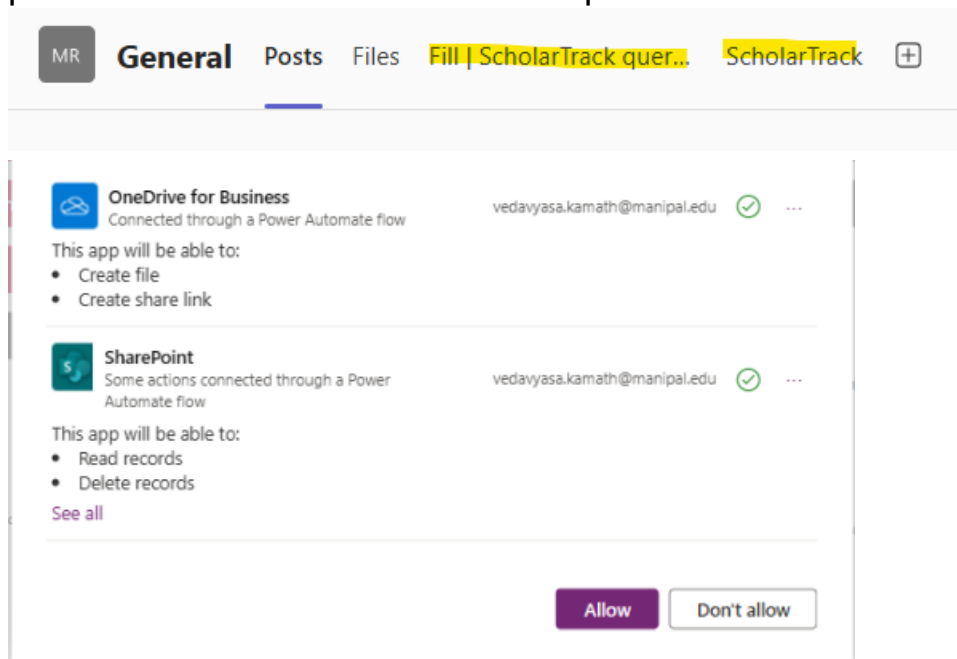 MR General Posts Files Fill | ScholarTrack quer... ScholarTrack
OneDrive for Business
Connected through a Power Automate flow
vedavyasa.kamath@manipal.edu ...
This app will be able to:
• Create file
• Create share link
SharePoint
Some actions connected through a Power
Automate flow
vedavyasa.kamath@manipal.edu ...
This app will be able to:
• Read records
• Delete records
See all
Allow Don't allow